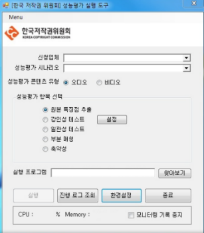 [한국 저작권 위원회] 성능평가 실행 도구
Menu
한국저작권위원회
KOREA COPYRIGHT COMMISSION
신청업체
성능평가 시나리오
성능평가 콘텐츠 유형 오디오 비디오
성능평가 항목 선택
원본 특징점 추출
강인성 테스트 설정
일관성 테스트
부분 매칭
축약성
실행 프로그램 찾아보기
실행 진행 로그 조회 환경설정 종료
CPU : % Memory : 모니터링 기록 중지